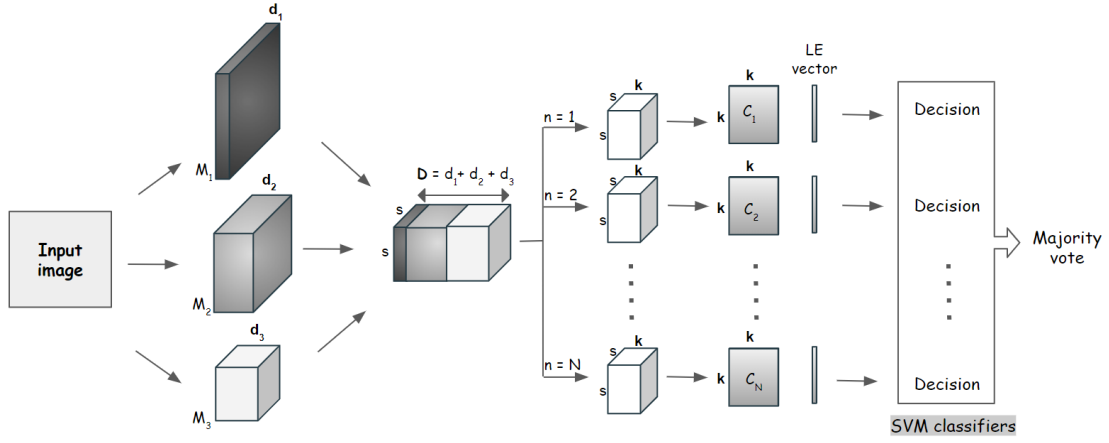 Input
image
d₁
M₁
d₂
M₂
d₃
M₃
D = d₁+ d₂ + d₃
s
s
n = 1
s
k
s
k
k
C₁
LE
vector
Decision
n = 2
s
k
s
k
k
C₂
Decision
n = N
s
k
s
k
k
C_N
Decision
SVM classifiers
Majority
vote